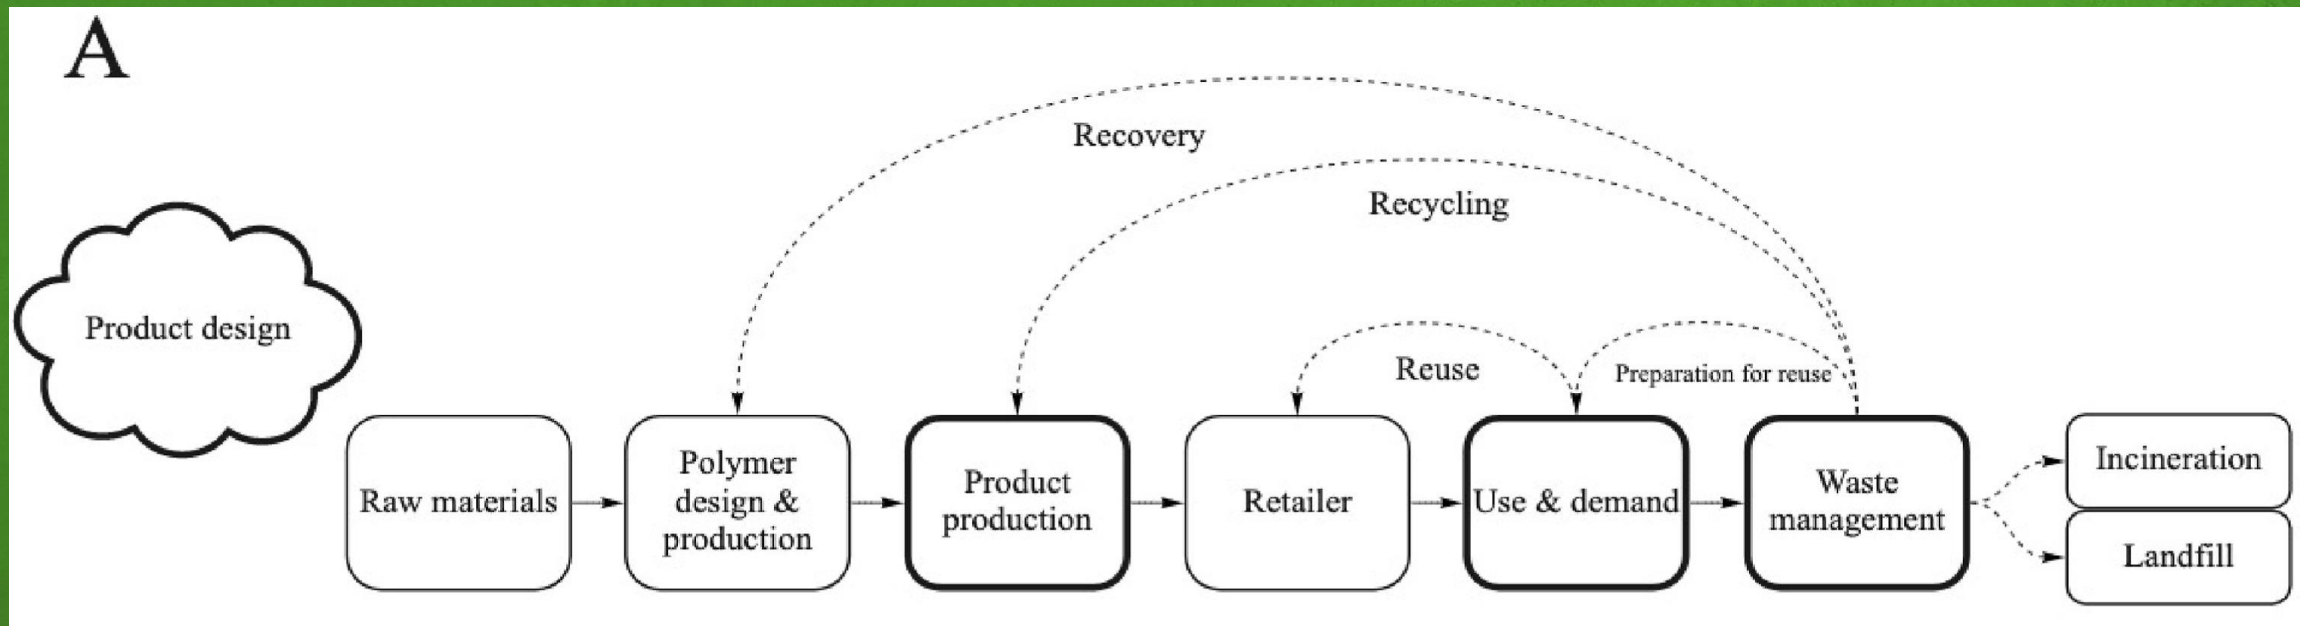 A
Recovery
Recycling
Product design
Reuse
Preparation for reuse
Raw materials
Polymer
design &
production
Product
production
Retailer
Use & demand
Waste
management
Incineration
Landfill